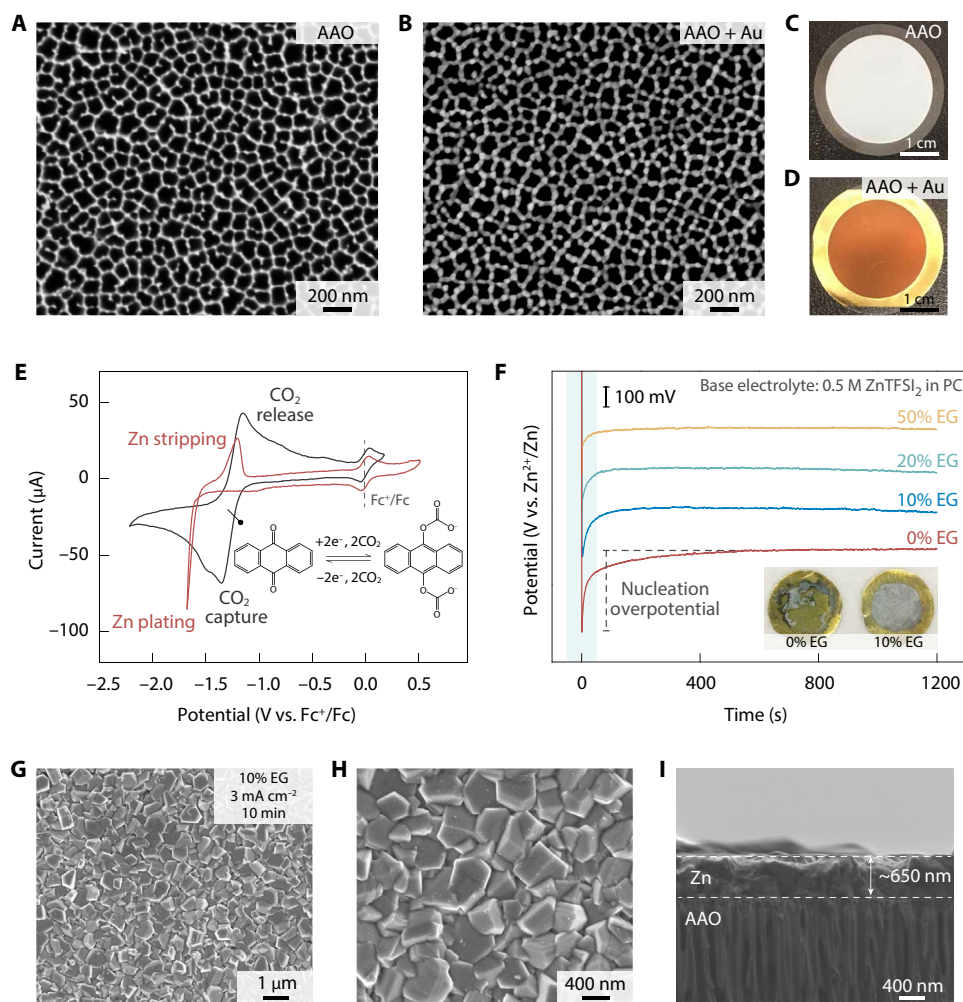 A
AAO
200 nm
B
AAO + Au
200 nm
C
AAO
1 cm
D
AAO + Au
1 cm
E
50
0
−50
−100
Current (µA)
CO₂
release
Zn stripping
Fc⁺/Fc
O
O
+2e⁻, 2CO₂
−2e⁻, 2CO₂
O
O
O⁻
O
O
O⁻
CO₂
capture
Zn plating
−2.5 −2.0 −1.5 −1.0 −0.5 0.0 0.5
Potential (V vs. Fc⁺/Fc)
F
Potential (V vs. Zn²⁺/Zn)
100 mV
Base electrolyte: 0.5 M ZnTFSI₂ in PC
50% EG
20% EG
10% EG
0% EG
Nucleation
overpotential
0% EG
10% EG
0 400 800 1200
Time (s)
G
10% EG
3 mA cm⁻²
10 min
1 µm
H
400 nm
I
Zn
~650 nm
AAO
400 nm